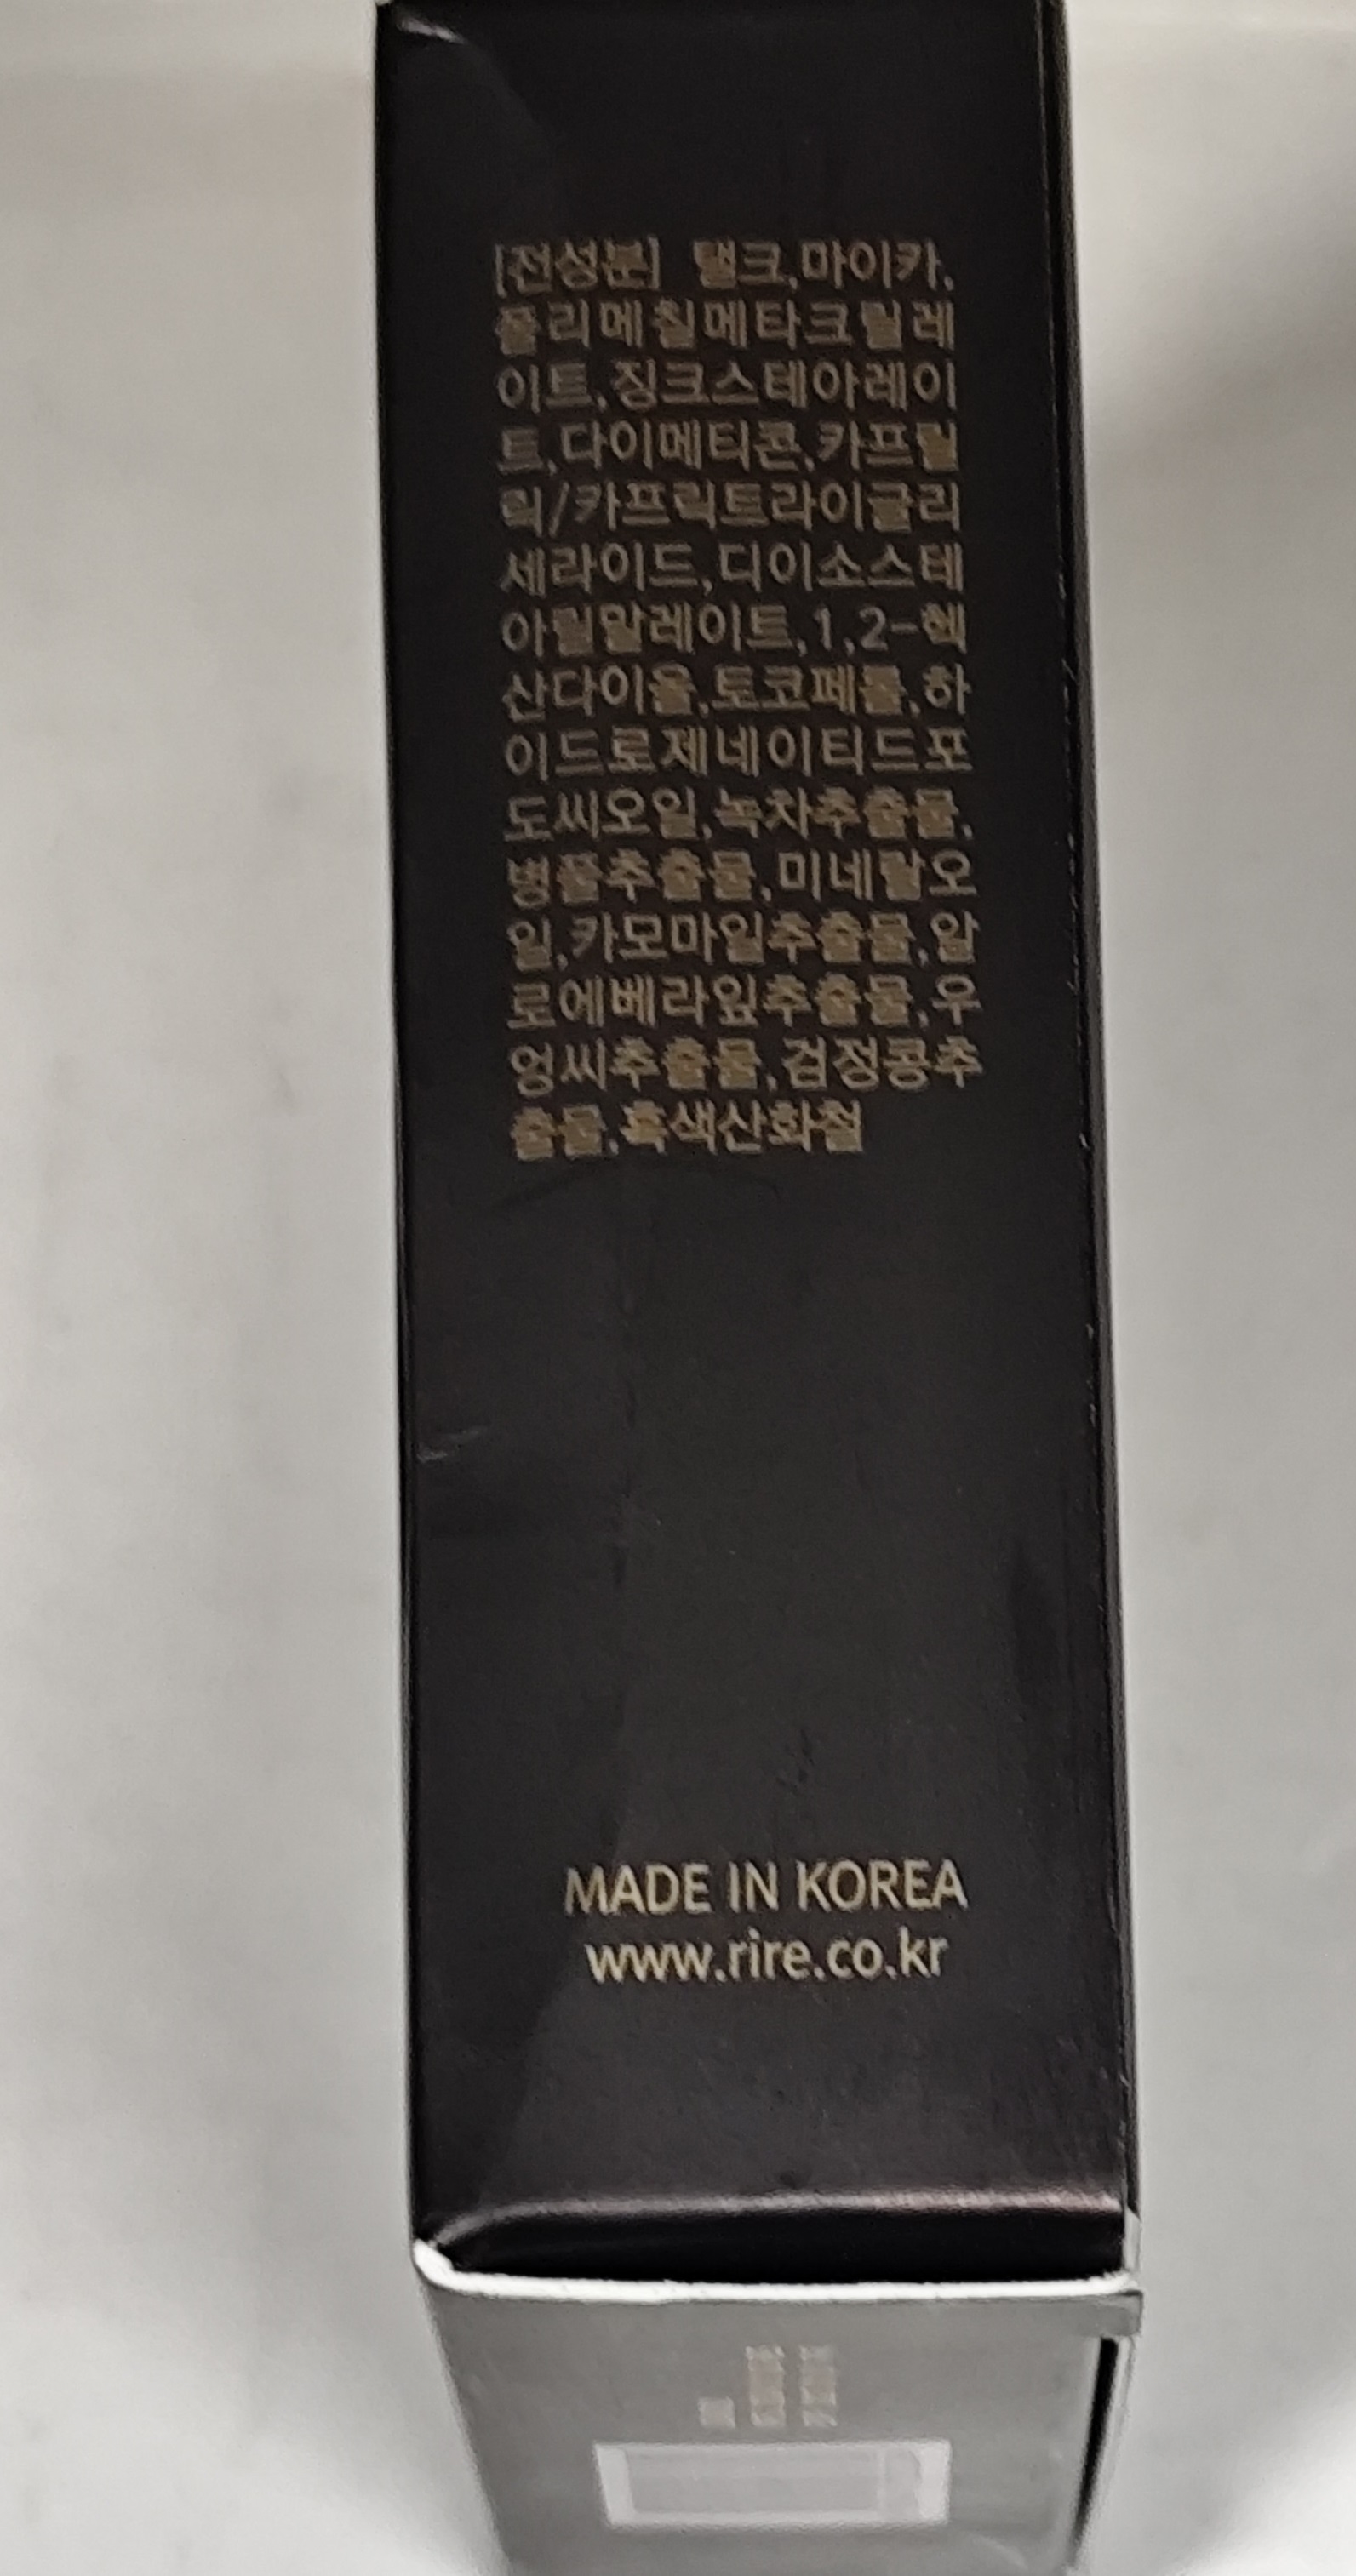 [전성분] 탤크,마이카,
폴리메칠메타크릴레
이트,징크스테아레이
트,다이메티콘,카프릴
릭/카프릭트라이글리
세라이드,디이소스테
아릴말레이트,1,2-헥
산다이올,토코페롤,하
이드로제네이티드포
도씨오일,녹차추출물,
병풀추출물,미네랄오
일,카모마일추출물,알
로에베라잎추출물,우
엉씨추출물,검정콩추
출물,흑색산화철
MADE IN KOREA
www.rire.co.kr